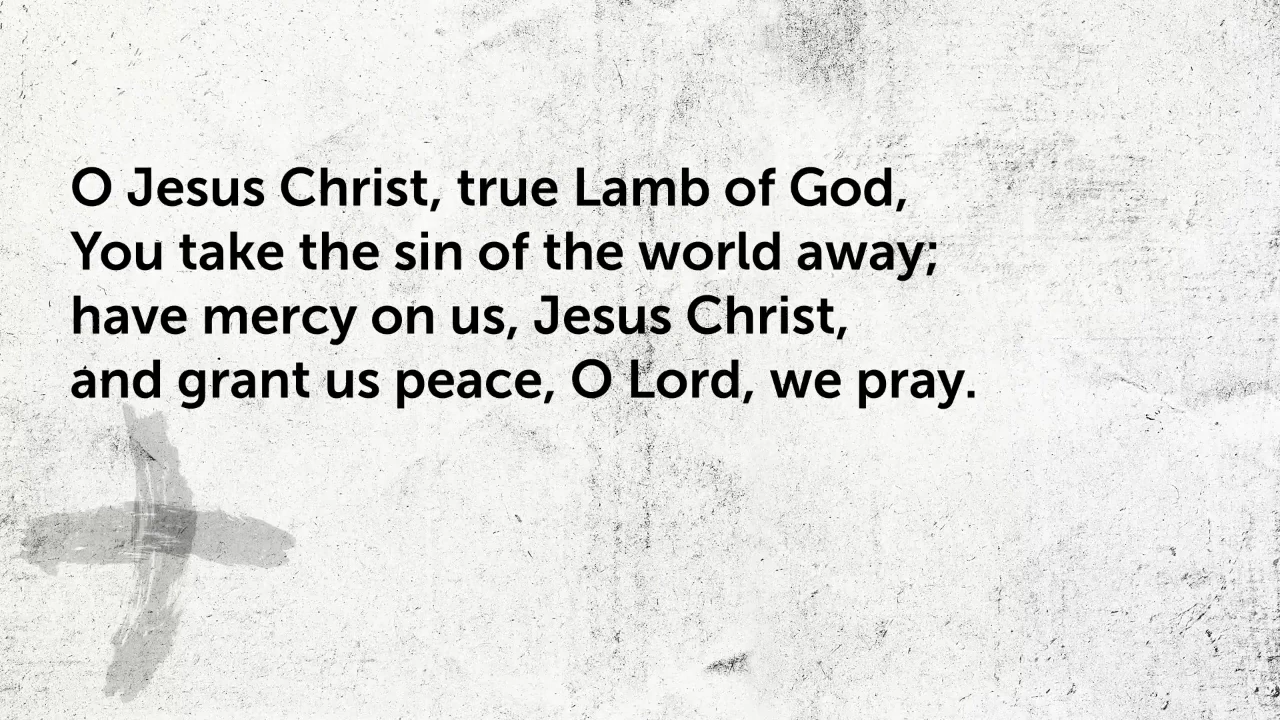 O Jesus Christ, true Lamb of God,
You take the sin of the world away;
have mercy on us, Jesus Christ,
and grant us peace, O Lord, we pray.